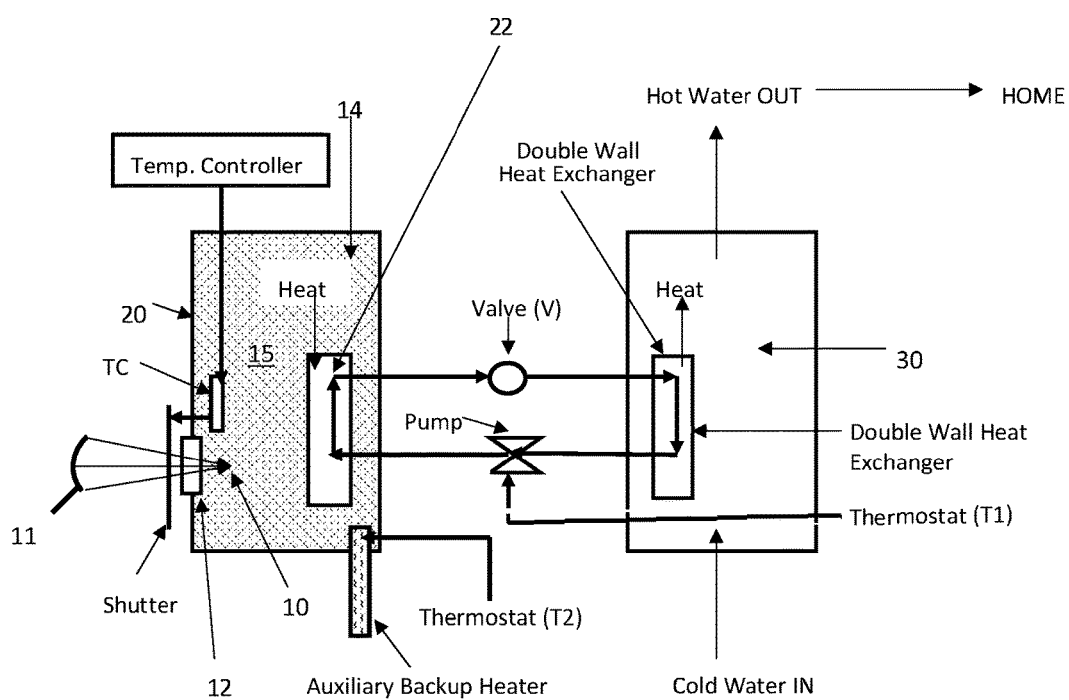 22
Hot Water OUT
HOME
14
Temp. Controller
Double Wall
Heat Exchanger
Heat
Valve (V)
Heat
20
15
30
TC
Pump
Double Wall Heat
Exchanger
Thermostat (T1)
11
Shutter
10
Thermostat (T2)
12
Auxiliary Backup Heater
Cold Water IN